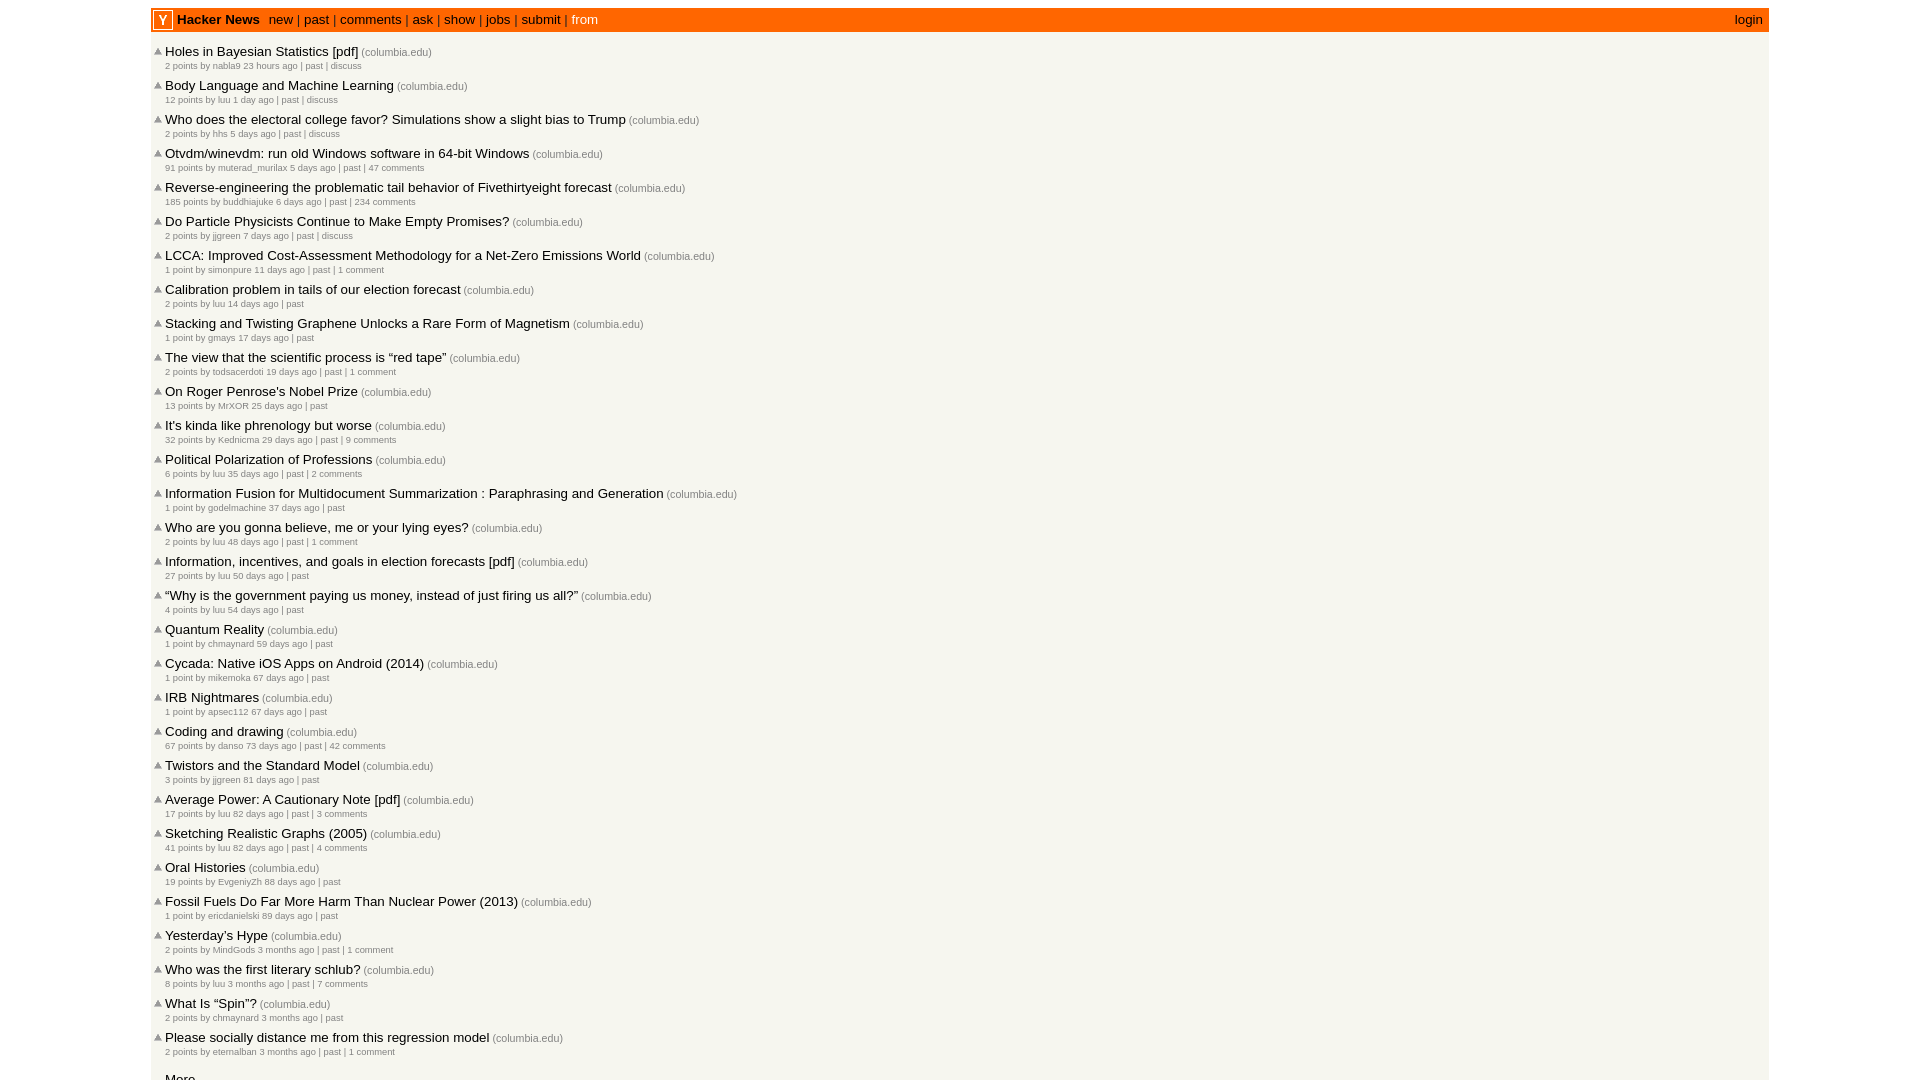 Y Hacker News new | past | comments | ask | show | jobs | submit | from login
Holes in Bayesian Statistics [pdf] (columbia.edu)
2 points by nabla9 23 hours ago | past | discuss
Body Language and Machine Learning (columbia.edu)
12 points by luu 1 day ago | past | discuss
Who does the electoral college favor? Simulations show a slight bias to Trump (columbia.edu)
2 points by hhs 5 days ago | past | discuss
Otvdm/winevdm: run old Windows software in 64-bit Windows (columbia.edu)
91 points by muterad_murilax 5 days ago | past | 47 comments
Reverse-engineering the problematic tail behavior of Fivethirtyeight forecast (columbia.edu)
185 points by buddhiajuke 6 days ago | past | 234 comments
Do Particle Physicists Continue to Make Empty Promises? (columbia.edu)
2 points by jjgreen 7 days ago | past | discuss
LCCA: Improved Cost-Assessment Methodology for a Net-Zero Emissions World (columbia.edu)
1 point by simonpure 11 days ago | past | 1 comment
Calibration problem in tails of our election forecast (columbia.edu)
2 points by luu 14 days ago | past
Stacking and Twisting Graphene Unlocks a Rare Form of Magnetism (columbia.edu)
1 point by gmays 17 days ago | past
The view that the scientific process is “red tape” (columbia.edu)
2 points by todsacerdoti 19 days ago | past | 1 comment
On Roger Penrose's Nobel Prize (columbia.edu)
13 points by MrXOR 25 days ago | past
It's kinda like phrenology but worse (columbia.edu)
32 points by Kednicma 29 days ago | past | 9 comments
Political Polarization of Professions (columbia.edu)
6 points by luu 35 days ago | past | 2 comments
Information Fusion for Multidocument Summarization : Paraphrasing and Generation (columbia.edu)
1 point by godelmachine 37 days ago | past
Who are you gonna believe, me or your lying eyes? (columbia.edu)
2 points by luu 48 days ago | past | 1 comment
Information, incentives, and goals in election forecasts [pdf] (columbia.edu)
27 points by luu 50 days ago | past
“Why is the government paying us money, instead of just firing us all?” (columbia.edu)
4 points by luu 54 days ago | past
Quantum Reality (columbia.edu)
1 point by chmaynard 59 days ago | past
Cycada: Native iOS Apps on Android (2014) (columbia.edu)
1 point by mikemoka 67 days ago | past
IRB Nightmares (columbia.edu)
1 point by apsec112 67 days ago | past
Coding and drawing (columbia.edu)
67 points by danso 73 days ago | past | 42 comments
Twistors and the Standard Model (columbia.edu)
3 points by jjgreen 81 days ago | past
Average Power: A Cautionary Note [pdf] (columbia.edu)
17 points by luu 82 days ago | past | 3 comments
Sketching Realistic Graphs (2005) (columbia.edu)
41 points by luu 82 days ago | past | 4 comments
Oral Histories (columbia.edu)
19 points by EvgeniyZh 88 days ago | past
Fossil Fuels Do Far More Harm Than Nuclear Power (2013) (columbia.edu)
1 point by ericdanielski 89 days ago | past
Yesterday’s Hype (columbia.edu)
2 points by MindGods 3 months ago | past | 1 comment
Who was the first literary schlub? (columbia.edu)
8 points by luu 3 months ago | past | 7 comments
What Is “Spin”? (columbia.edu)
2 points by chmaynard 3 months ago | past
Please socially distance me from this regression model (columbia.edu)
2 points by eternalban 3 months ago | past | 1 comment
More